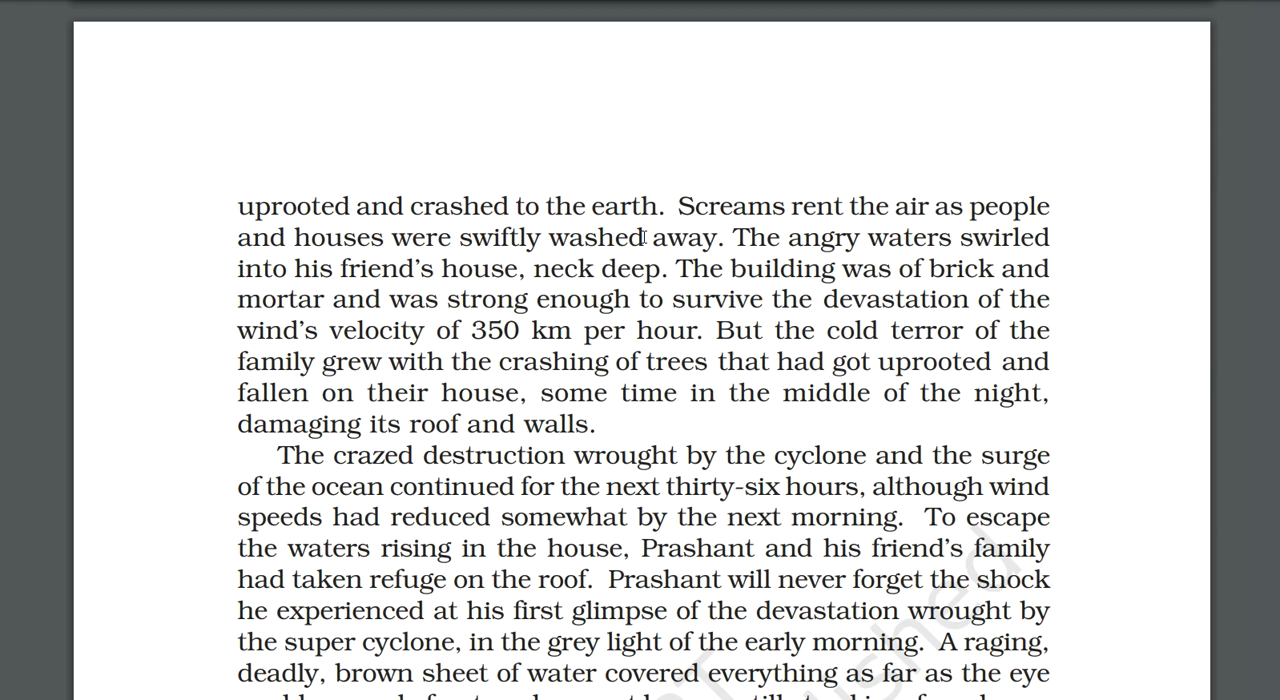 uprooted and crashed to the earth. Screams rent the air as people
and houses were swiftly washed away. The angry waters swirled
into his friend's house, neck deep. The building was of brick and
mortar and was strong enough to survive the devastation of the
wind's velocity of 350 km per hour. But the cold terror of the
family grew with the crashing of trees that had got uprooted and
fallen on their house, some time in the middle of the night,
damaging its roof and walls.
The crazed destruction wrought by the cyclone and the surge
of the ocean continued for the next thirty-six hours, although wind
speeds had reduced somewhat by the next morning. To escape
the waters rising in the house, Prashant and his friend's family
had taken refuge on the roof. Prashant will never forget the shock
he experienced at his first glimpse of the devastation wrought by
the super cyclone, in the grey light of the early morning. A raging,
deadly, brown sheet of water covered everything as far as the eye